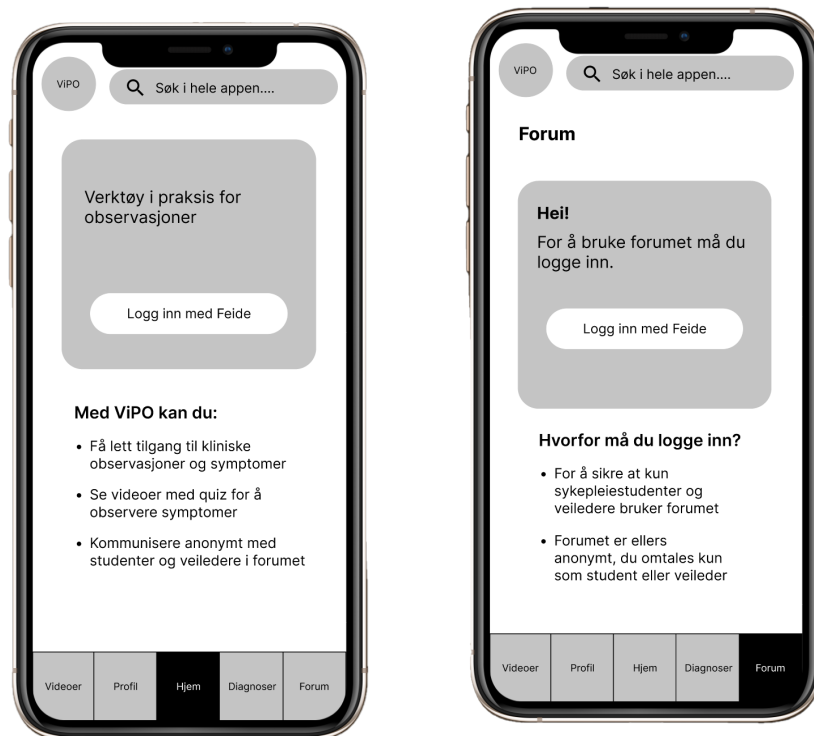 ViPO
Søk i hele appen....
Verktøy i praksis for
observasjoner
Logg inn med Feide
Med ViPO kan du:
• Få lett tilgang til kliniske
observasjoner og symptomer
• Se videoer med quiz for å
observere symptomer
• Kommunisere anonymt med
studenter og veiledere i forumet
Videoer Profil Hjem Diagnoser Forum
ViPO
Søk i hele appen....
Forum
Hei!
For å bruke forumet må du
logge inn.
Logg inn med Feide
Hvorfor må du logge inn?
• For å sikre at kun
sykepleiestudenter og
veiledere bruker forumet
• Forumet er ellers
anonymt, du omtales kun
som student eller veileder
Videoer Profil Hjem Diagnoser Forum